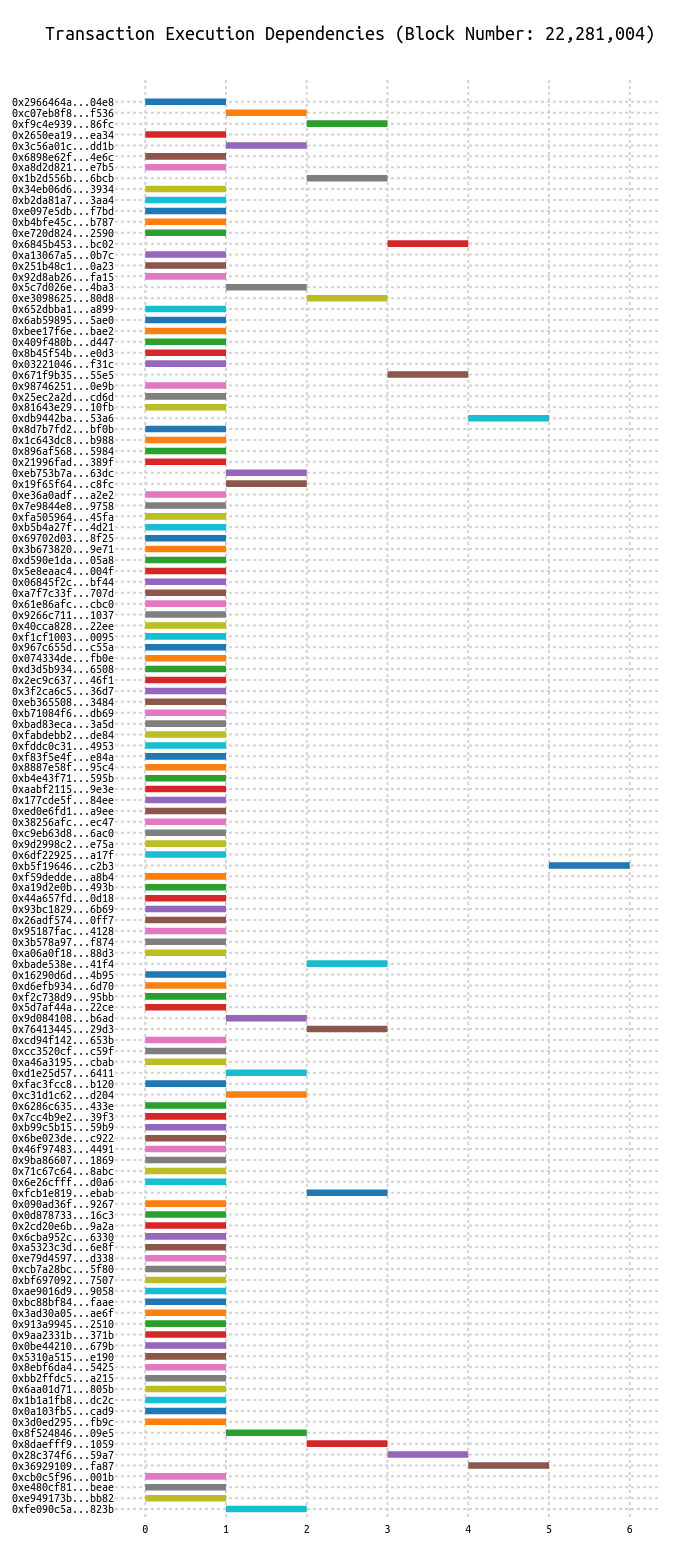 Transaction Execution Dependencies (Block Number: 22,281,004)
0x2966464a...04e8
0xc07eb8f8...f536
0xf9c4e939...86fc
0x2650ea19...ea34
0x3c56a01c...dd1b
0x6898e62f...4e6c
0xa8d2d821...e7b5
0x1b2d556b...6bcb
0x34eb06d6...3934
0xb2da81a7...3aa4
0xe097e5db...f7bd
0xb4bfe45c...b787
0xe720d824...2590
0x6845b453...bc02
0xa13067a5...0b7c
0x251b48c1...0a23
0x92d8ab26...fa15
0x5c7d026e...4ba3
0xe3098625...80d8
0x652dbba1...a899
0x6ab59895...5ae0
0xbee17f6e...bae2
0x409f480b...d447
0x8b45f54b...e0d3
0x03221046...f31c
0x671f9b35...55e5
0x98746251...0e9b
0x25ec2a2d...cd6d
0x81643e29...10fb
0xdb9442ba...53a6
0x8d7b7fd2...bf0b
0x1c643dc8...b988
0x896af568...5984
0x21996fad...389f
0xeb753b7a...63dc
0x19f65f64...c8fc
0xe36a0adf...a2e2
0x7e9844e8...9758
0xfa505964...45fa
0xb5b4a27f...4d21
0x69702d03...8f25
0x3b673820...9e71
0xd590e1da...05a8
0x5e8eaac4...004f
0x06845f2c...bf44
0xa7f7c33f...707d
0x61e86afc...cbc0
0x9266c711...1037
0x40cca828...22ee
0xf1cf1003...0095
0x967c655d...c55a
0x074334de...fb0e
0xd3d5b934...6508
0x2ec9c637...46f1
0x3f2ca6c5...36d7
0xeb365508...3484
0xb71084f6...db69
0xbad83eca...3a5d
0xfabdebb2...de84
0xfddc0c31...4953
0xf83f5e4f...e84a
0x8887e58f...95c4
0xb4e43f71...595b
0xaabf2115...9e3e
0x177cde5f...84ee
0xed0e6fd1...a9ee
0x38256afc...ec47
0xc9eb63d8...6ac0
0x9d2998c2...e75a
0x6df22925...a17f
0xb5f19646...c2b3
0xf59dedde...a8b4
0xa19d2e0b...493b
0x44a657fd...0d18
0x93bc1829...6b69
0x26adf574...0ff7
0x95187fac...4128
0x3b578a97...f874
0xa06a0f18...88d3
0xbade538e...41f4
0x16290d6d...4b95
0xd6efb934...6d70
0xf2c738d9...95bb
0x5d7af44a...22ce
0x9d084108...b6ad
0x76413445...29d3
0xcd94f142...653b
0xcc3520cf...c59f
0xa46a3195...cbab
0xd1e25d57...6411
0xfac3fcc8...b120
0xc31d1c62...d204
0x6286c635...433e
0x7cc4b9e2...39f3
0xb99c5b15...59b9
0x6be023de...c922
0x46f97483...4491
0x9ba86607...1869
0x71c67c64...8abc
0x6e26cfff...d0a6
0xfcb1e819...ebab
0x090ad36f...9267
0x0d878733...16c3
0x2cd20e6b...9a2a
0x6cba952c...6330
0xa5323c3d...6e8f
0xe79d4597...d338
0xcb7a28bc...5f80
0xbf697092...7507
0xae9016d9...9058
0xbc88bf84...faae
0x3ad30a05...ae6f
0x913a9945...2510
0x9aa2331b...371b
0x0be44210...679b
0x5310a515...e190
0x8ebf6da4...5425
0xbb2ffdc5...a215
0x6aa01d71...805b
0x1b1a1fb8...dc2c
0x0a103fb5...cad9
0x3d0ed295...fb9c
0x8f524846...09e5
0x8daefff9...1059
0x28c374f6...59a7
0x36929109...fa87
0xcb0c5f96...001b
0xe480cf81...beae
0xe949173b...bb82
0xfe090c5a...823b
0 1 2 3 4 5 6